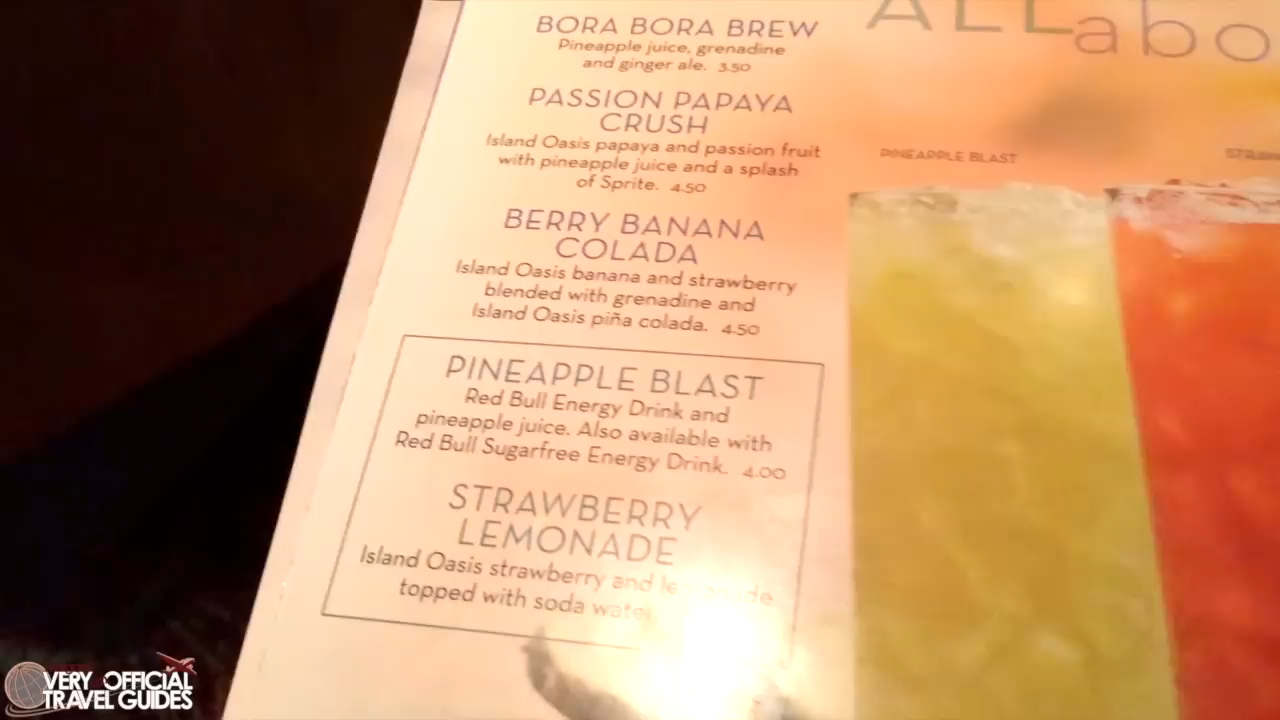 BORA BORA BREW
Pineapple juice, grenadine
and ginger ale. 3.50
PASSION PAPAYA
CRUSH
Island Oasis papaya and passion fruit
with pineapple juice and a splash
of Sprite. 4.50
BERRY BANANA
COLADA
Island Oasis banana and strawberry
blended with grenadine and
Island Oasis piña colada. 4.50
PINEAPPLE BLAST
Red Bull Energy Drink and
pineapple juice. Also available with
Red Bull Sugarfree Energy Drink. 4.00
STRAWBERRY
LEMONADE
Island Oasis strawberry and
topped with soda water
ALL
PINEAPPLE BLAST
VERY OFFICIAL
TRAVEL GUIDES